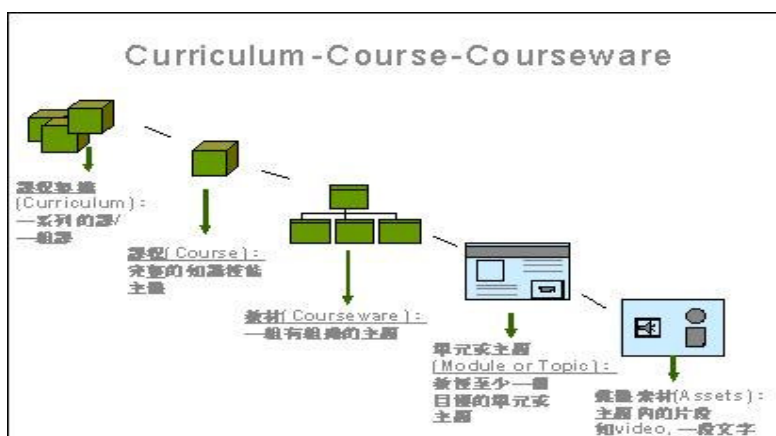 Curriculum-Course-Courseware
課程
(Curriculum):
一系列的課/
一組課
課程(Course):
完整的知識性
主題
教材(Courseware):
一組有組織的主題
單元或主題
(Module or Topic):
教授至少一個
目標的單元或
主題
素材(Assets):
主題內的片段
如video, 一段文字